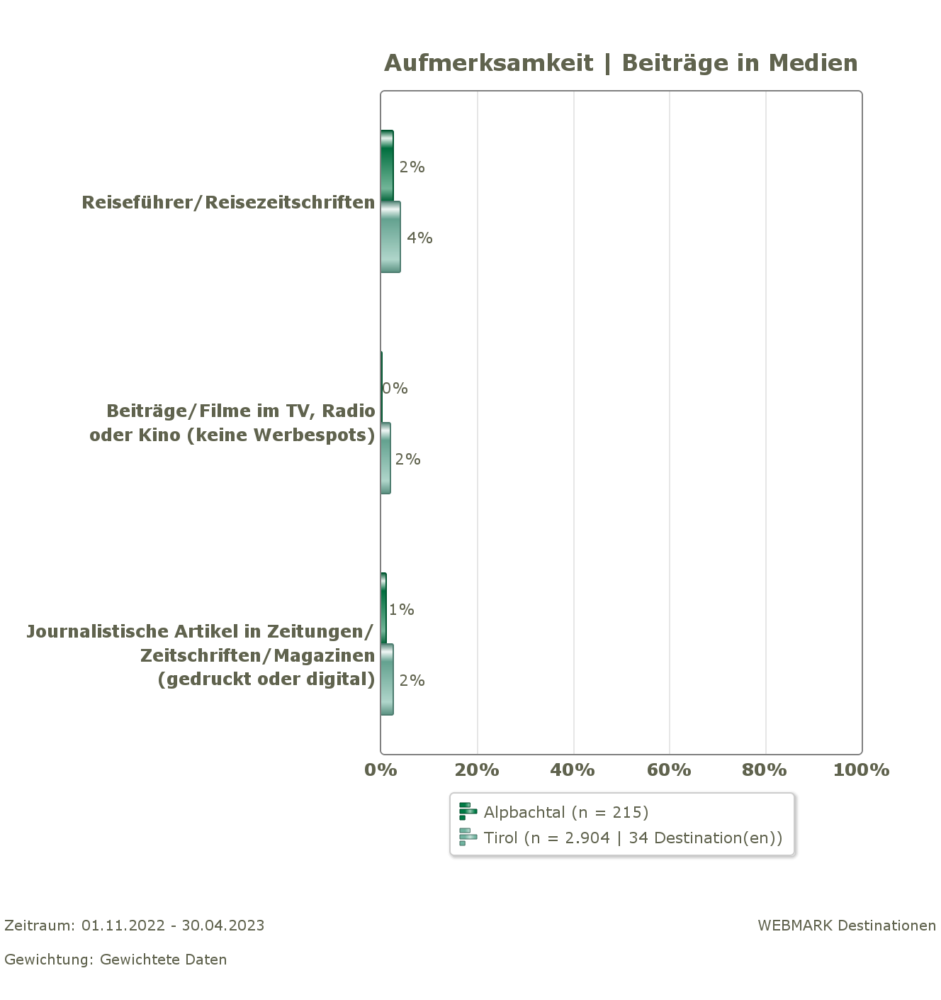 Aufmerksamkeit | Beiträge in Medien
Reiseführer/Reisezeitschriften
2%
4%
Beiträge/Filme im TV, Radio
oder Kino (keine Werbespots)
0%
2%
Journalistische Artikel in Zeitungen/
Zeitschriften/Magazinen
(gedruckt oder digital)
1%
2%
0% 20% 40% 60% 80% 100%
Alpbachtal (n = 215)
Tirol (n = 2.904 | 34 Destination(en))
Zeitraum: 01.11.2022 - 30.04.2023
WEBMARK Destinationen
Gewichtung: Gewichtete Daten